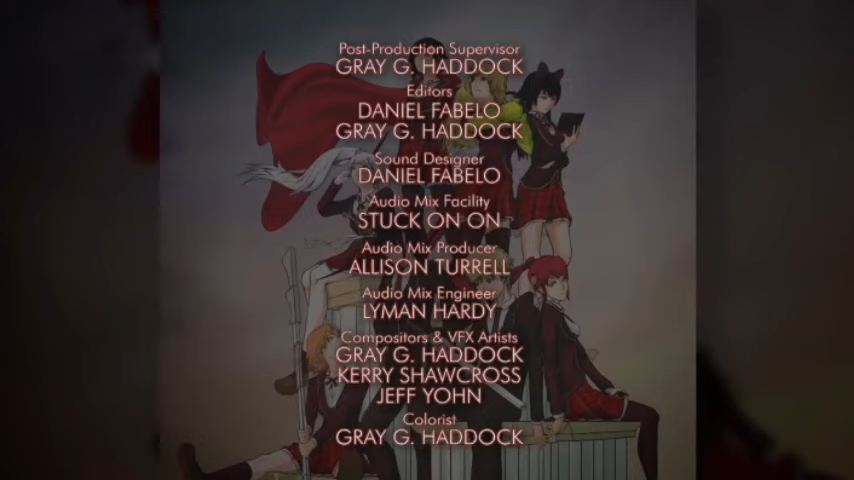 Post-Production Supervisor
GRAY G. HADDOCK
Editors
DANIEL FABELO
GRAY G. HADDOCK
Sound Designer
DANIEL FABELO
Audio Mix Facility
STUCK ON ON
Audio Mix Producer
ALLISON TURRELL
Audio Mix Engineer
LYMAN HARDY
Compositors & VFX Artists
GRAY G. HADDOCK
KERRY SHAWCROSS
JEFF YOHN
Colorist
GRAY G. HADDOCK